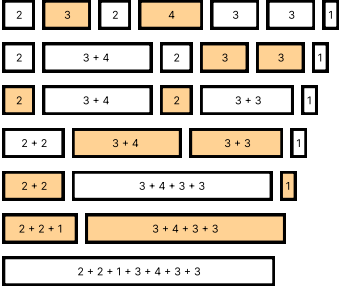 2 3 2 4 3 3 1
2 3 + 4 2 3 3 1
2 3 + 4 2 3 + 3 1
2 + 2 3 + 4 3 + 3 1
2 + 2 3 + 4 + 3 + 3 1
2 + 2 + 1 3 + 4 + 3 + 3
2 + 2 + 1 + 3 + 4 + 3 + 3